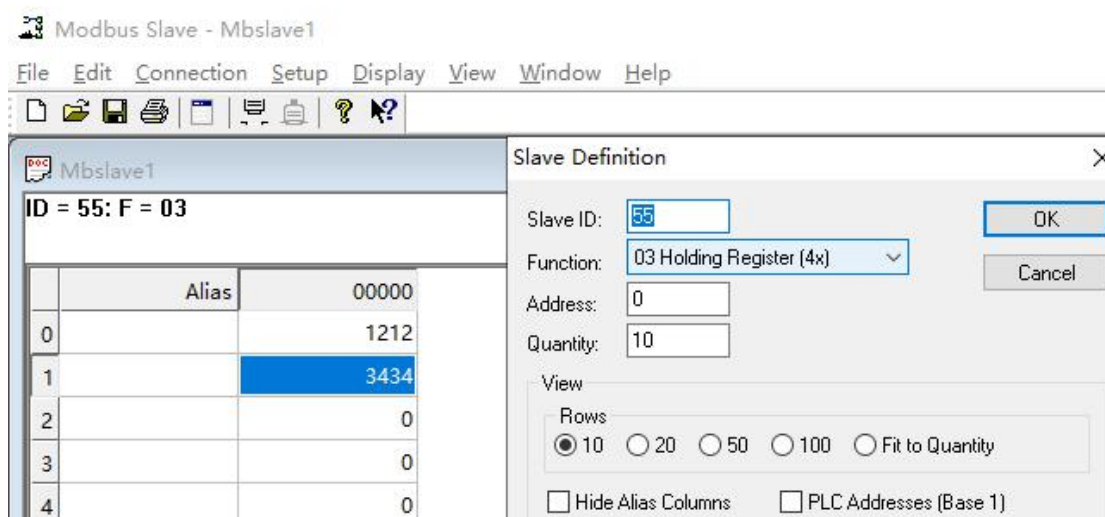 Modbus Slave - Mbslave1
File Edit Connection Setup Display View Window Help
Mbslave1
ID = 55: F = 03
Alias 00000
0 1212
1 3434
2 0
3 0
4 0
Slave Definition
Slave ID: 55 OK
Function: 03 Holding Register (4x) Cancel
Address: 0
Quantity: 10
View
Rows
10 20 50 100 Fit to Quantity
Hide Alias Columns PLC Addresses (Base 1)